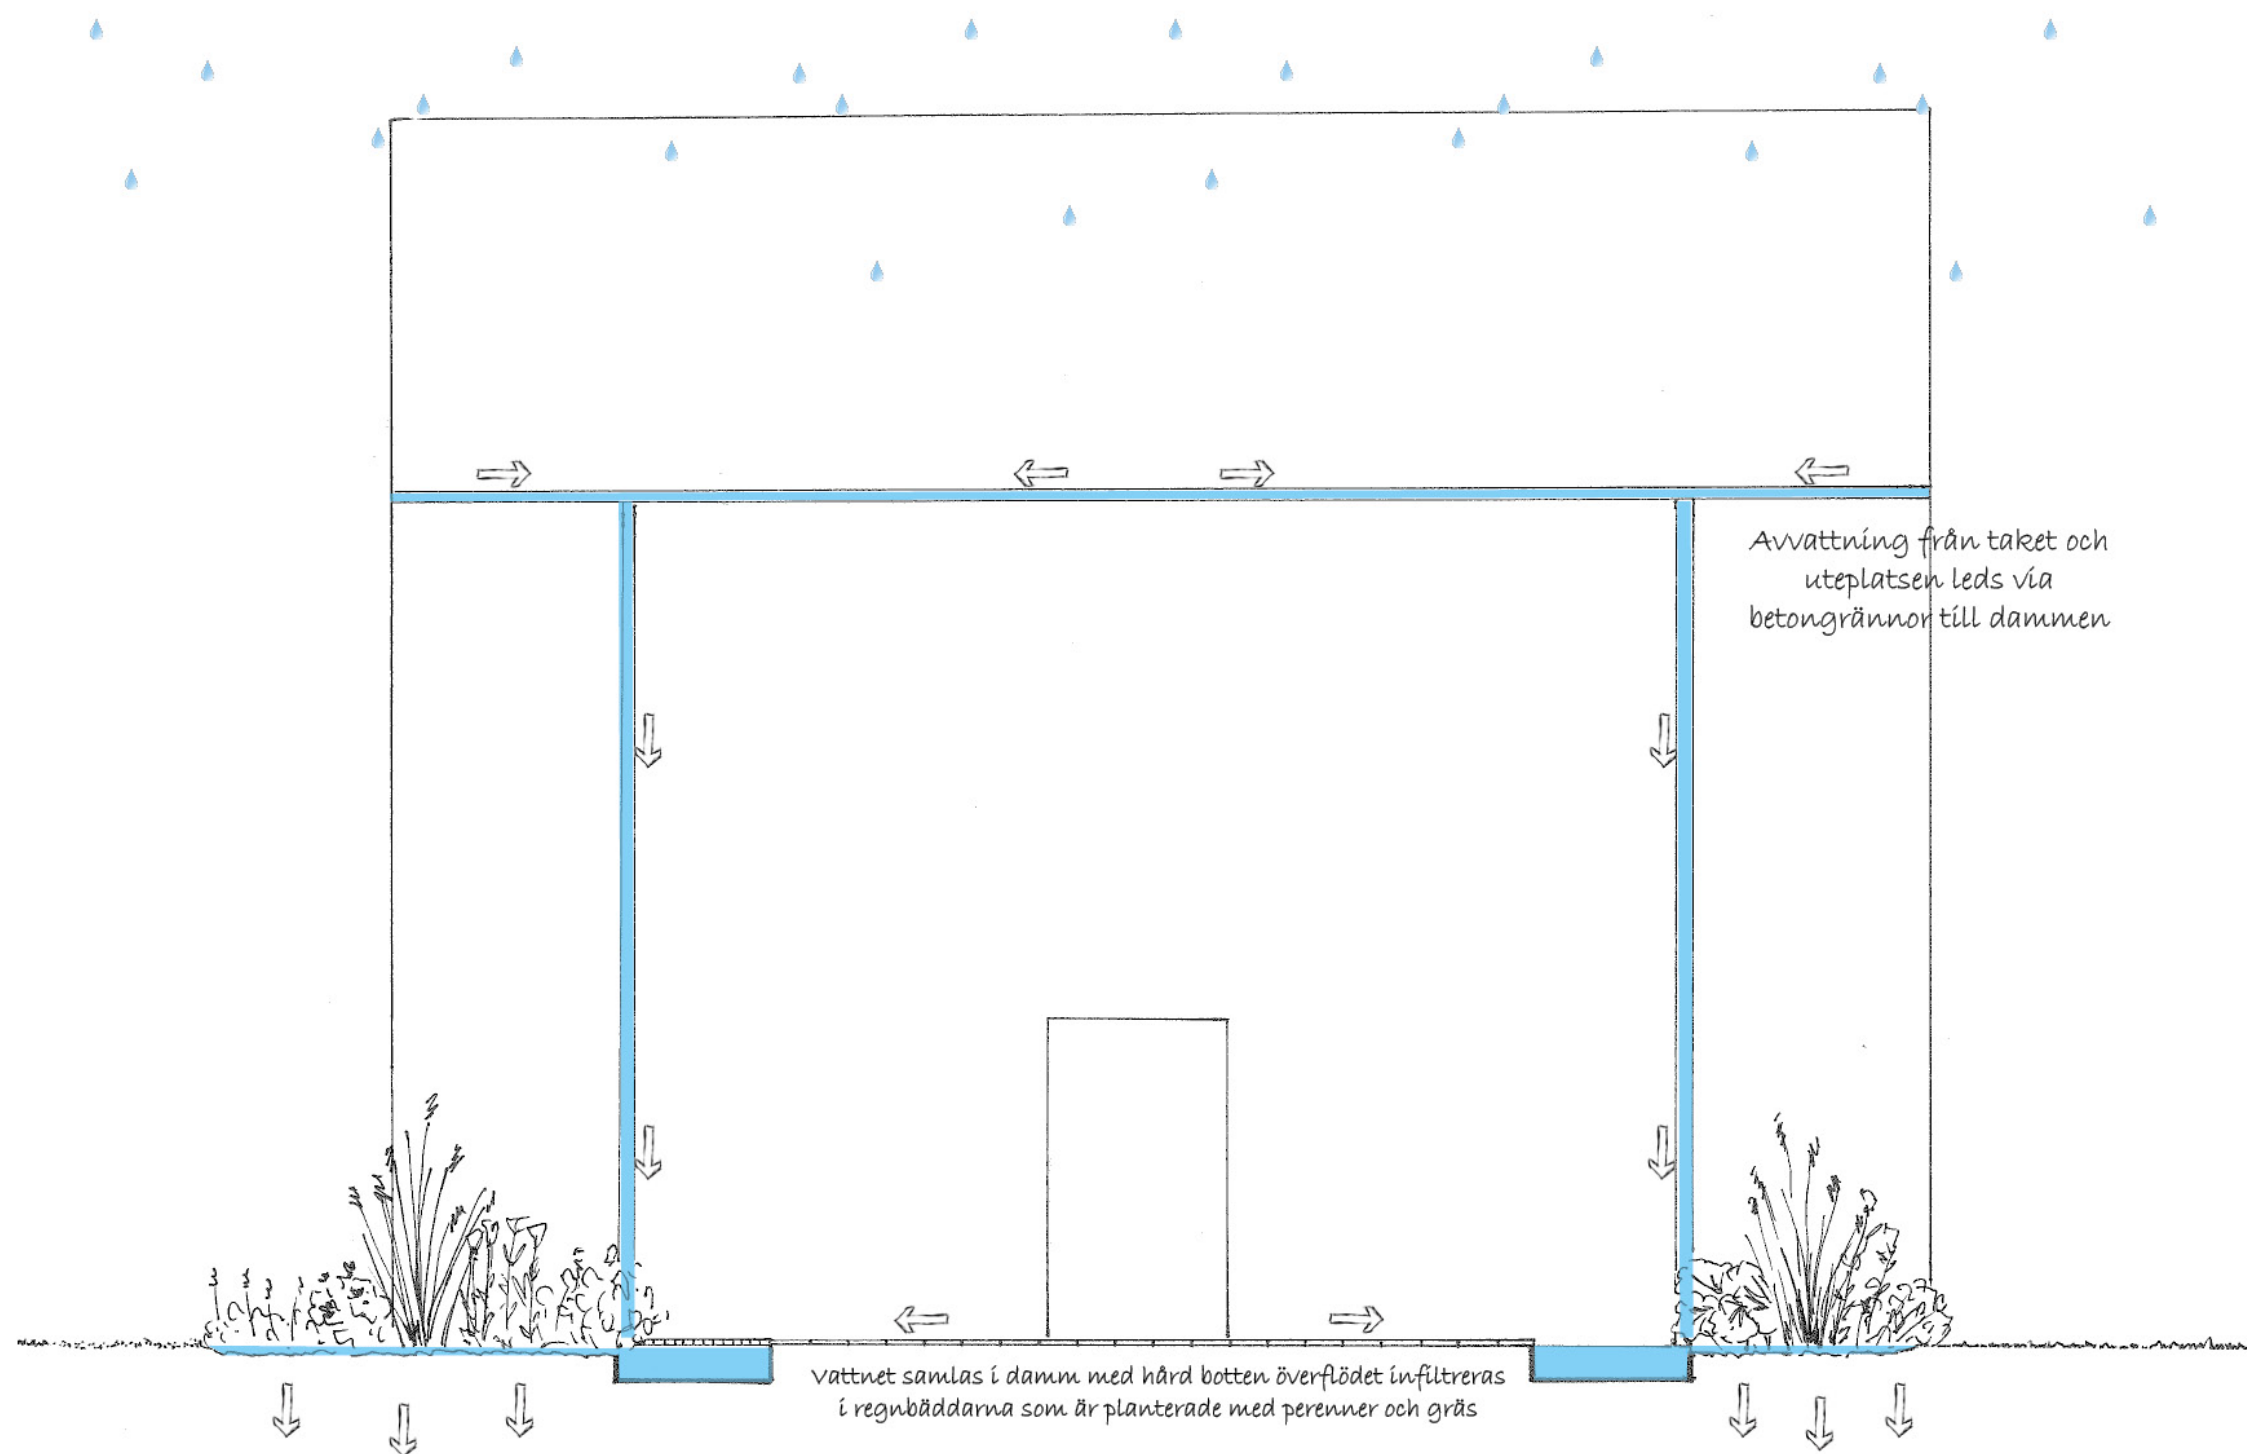 Avvattning från taket och
uteplatsen leds via
betongrännor till dammen
Vattnet samlas i damm med hård botten överflödet infiltreras
i regnbäddarna som är planterade med perenner och gräs